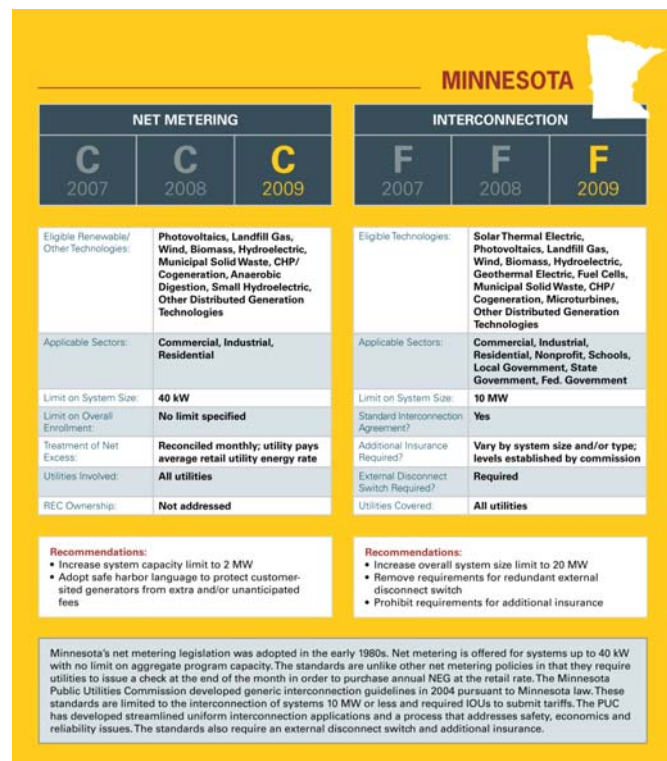 MINNESOTA
NET METERING
C
2007
C
2008
C
2009
Eligible Renewable/
Other Technologies:
Photovoltaics, Landfill Gas,
Wind, Biomass, Hydroelectric,
Municipal Solid Waste, CHP/
Cogeneration, Anaerobic
Digestion, Small Hydroelectric,
Other Distributed Generation
Technologies
Applicable Sectors:
Commercial, Industrial,
Residential
Limit on System Size:
40 kW
Limit on Overall
Enrollment:
No limit specified
Treatment of Net
Excess:
Reconciled monthly; utility pays
average retail utility energy rate
Utilities Involved:
All utilities
REC Ownership:
Not addressed
INTERCONNECTION
F
2007
F
2008
F
2009
Eligible Technologies:
Solar Thermal Electric,
Photovoltaics, Landfill Gas,
Wind, Biomass, Hydroelectric,
Geothermal Electric, Fuel Cells,
Municipal Solid Waste, CHP/
Cogeneration, Microturbines,
Other Distributed Generation
Technologies
Applicable Sectors:
Commercial, Industrial,
Residential, Nonprofit, Schools,
Local Government, State
Government, Fed. Government
Limit on System Size:
10 MW
Standard Interconnection
Agreement?
Yes
Additional Insurance
Required?
Vary by system size and/or type;
levels established by commission
External Disconnect
Switch Required?
Required
Utilities Covered:
All utilities
Recommendations:
• Increase system capacity limit to 2 MW
• Adopt safe harbor language to protect customer-
sited generators from extra and/or unanticipated
fees
Recommendations:
• Increase overall system size limit to 20 MW
• Remove requirements for redundant external
disconnect switch
• Prohibit requirements for additional insurance
Minnesota's net metering legislation was adopted in the early 1980s. Net metering is offered for systems up to 40 kW
with no limit on aggregate program capacity. The standards are unlike other net metering policies in that they require
utilities to issue a check at the end of the month in order to purchase annual NEG at the retail rate. The Minnesota
Public Utilities Commission developed generic interconnection guidelines in 2004 pursuant to Minnesota law. These
standards are limited to the interconnection of systems 10 MW or less and required IOUs to submit tariffs. The PUC
has developed streamlined uniform interconnection applications and a process that addresses safety, economics and
reliability issues. The standards also require an external disconnect switch and additional insurance.